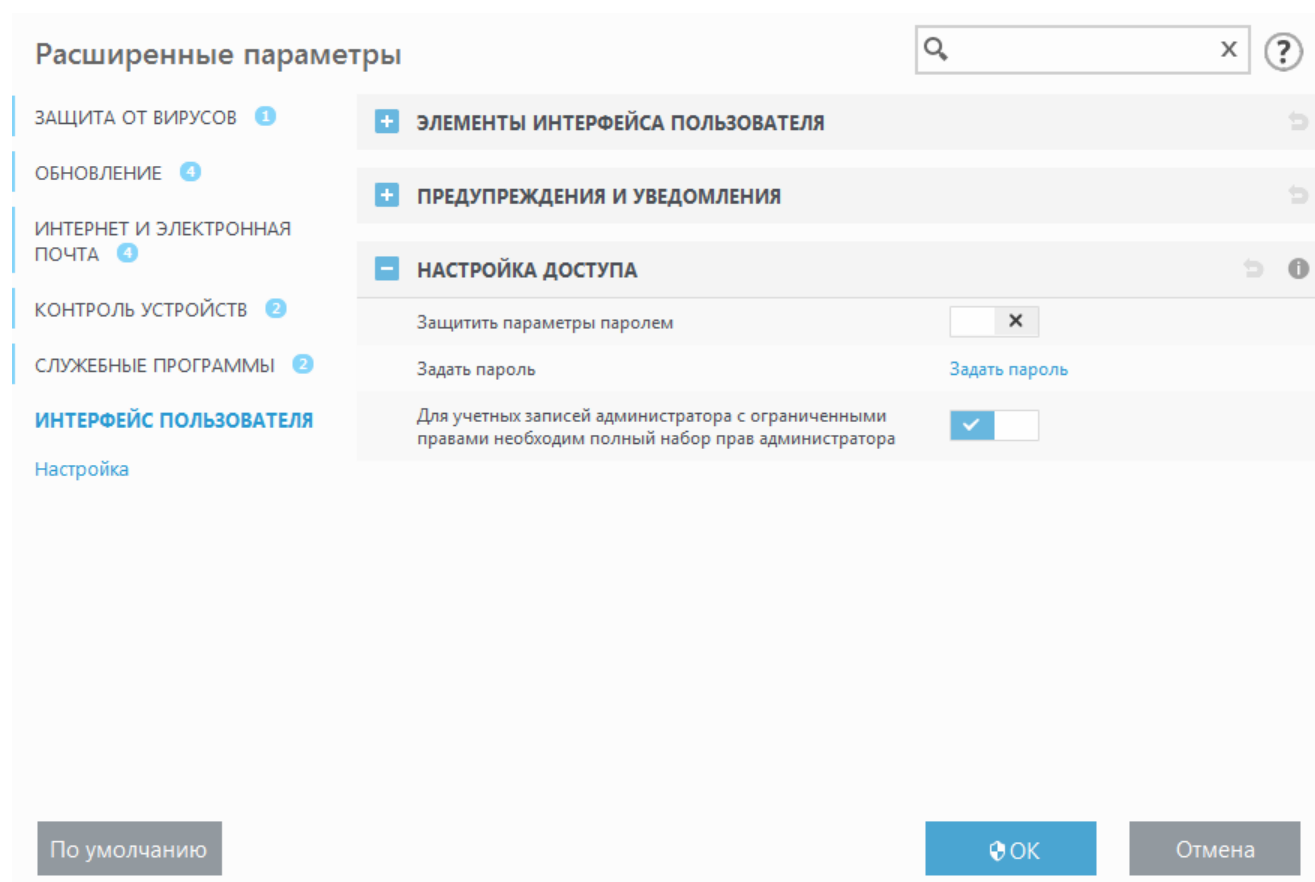 Расширенные параметры
x
?
ЗАЩИТА ОТ ВИРУСОВ 1
ОБНОВЛЕНИЕ 4
ИНТЕРНЕТ И ЭЛЕКТРОННАЯ
ПОЧТА 4
КОНТРОЛЬ УСТРОЙСТВ 2
СЛУЖЕБНЫЕ ПРОГРАММЫ 2
ИНТЕРФЕЙС ПОЛЬЗОВАТЕЛЯ
Настройка
ЭЛЕМЕНТЫ ИНТЕРФЕЙСА ПОЛЬЗОВАТЕЛЯ
ПРЕДУПРЕЖДЕНИЯ И УВЕДОМЛЕНИЯ
НАСТРОЙКА ДОСТУПА
Защитить параметры паролем
Задать пароль Задать пароль
Для учетных записей администратора с ограниченными
правами необходим полный набор прав администратора
По умолчанию
ОК
Отмена